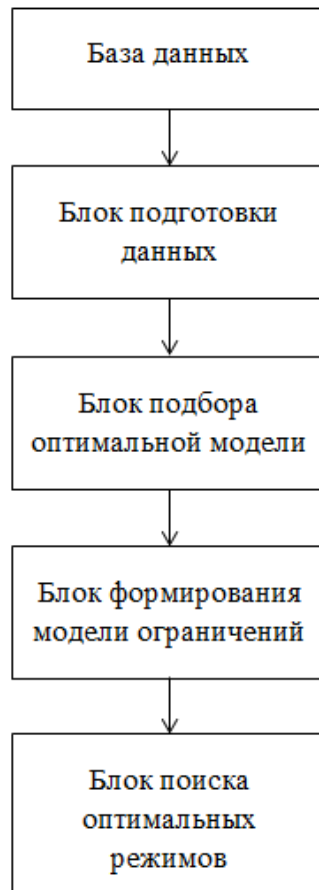 База данных
Блок подготовки
данных
Блок подбора
оптимальной модели
Блок формирования
модели ограничений
Блок поиска
оптимальных
режимов